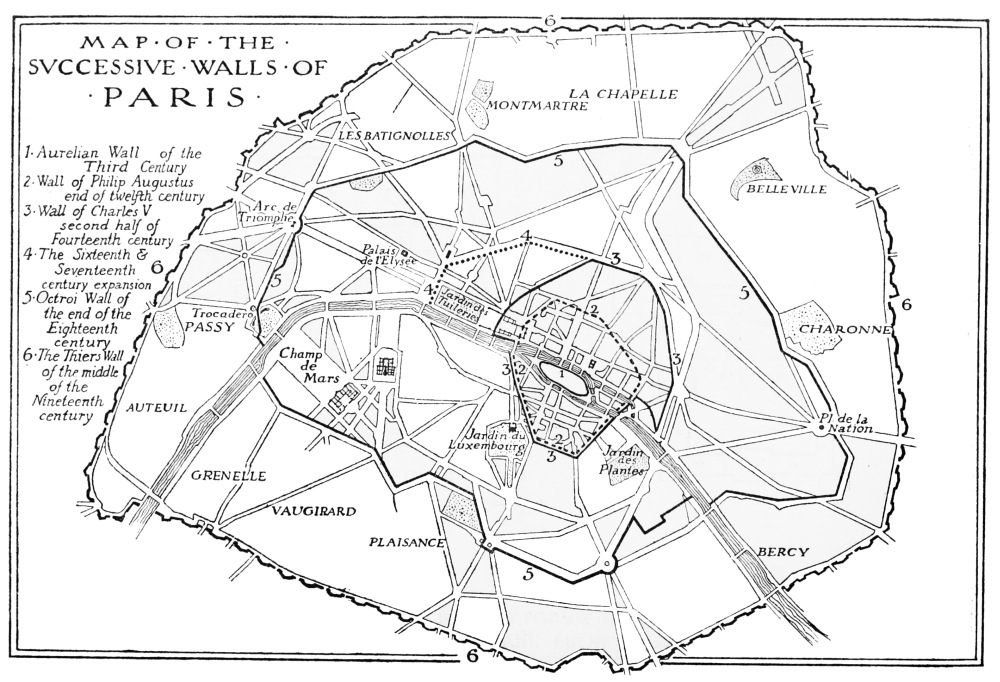 MAP·OF·THE·
SVCCESSIVE·WALLS·OF
·PARIS·
1·Aurelian Wall of the
Third Century
2·Wall of Philip Augustus
end of twelfth century
3·Wall of Charles V
second half of
Fourteenth century
4·The Sixteenth &
Seventeenth
century expansion
5·Octroi Wall of
the end of the
Eighteenth
century
6·The Thiers Wall
of the middle
of the
Nineteenth
century
6
MONTMARTRE
LA CHAPELLE
LES BATIGNOLLES
5
BELLEVILLE
Arc de
Triomphe
Palais
de l'Elysée
4
3
6
5
4
Jardin des
Tuileries
2
5
6
Trocadero
PASSY
CHARONNE
Champ
de
Mars
3
2
1
3
AUTEUIL
Pl de la
Nation
Jardin du
Luxembourg
2
3
Jardin
des
Plantes
GRENELLE
VAUGIRARD
PLAISANCE
BERCY
5
6